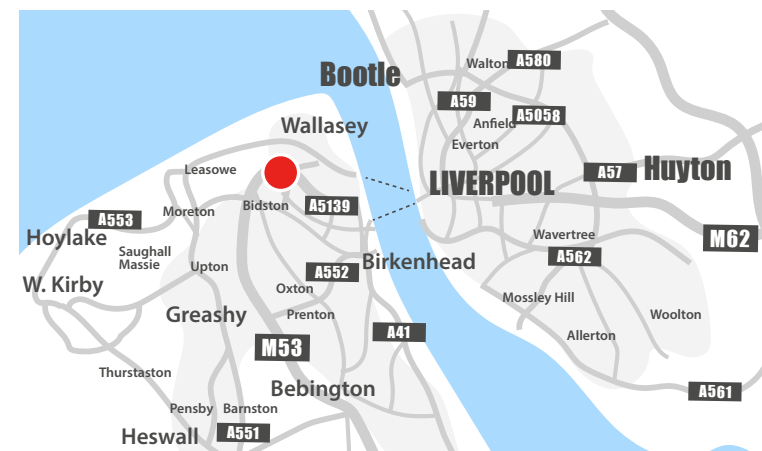 Walton
A580
Bootle
A59
A5058
Anfield
Wallasey
Everton
Leasowe
A57
Huyton
LIVERPOOL
Bidston
A5139
Moreton
A553
Hoylake
Wavertree
M62
Saughall
Massie
Upton
A552
Birkenhead
A562
W. Kirby
Oxton
Mossley Hill
Greashy
Prenton
Woolton
A41
Allerton
M53
Thurstaston
Bebington
A561
Pensby
Barnston
Heswall
A551